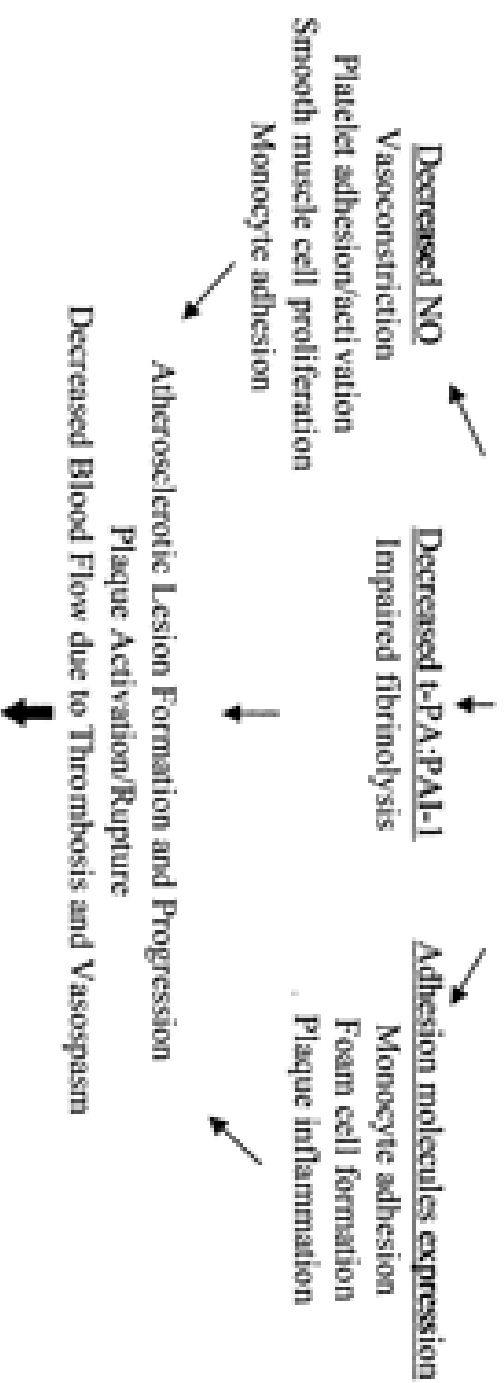 Decreased NO
Vasoconstriction
Platelet adhesion/activation
Smooth muscle cell proliferation
Monocyte adhesion
Decreased t-PA:PAI-1
Impaired fibrinolysis
Adhesion molecules expression
Monocyte adhesion
Foam cell formation
Plaque inflammation
Atherosclerotic Lesion Formation and Progression
Plaque Activation/Rupture
Decreased Blood Flow due to Thrombosis and Vasospasm